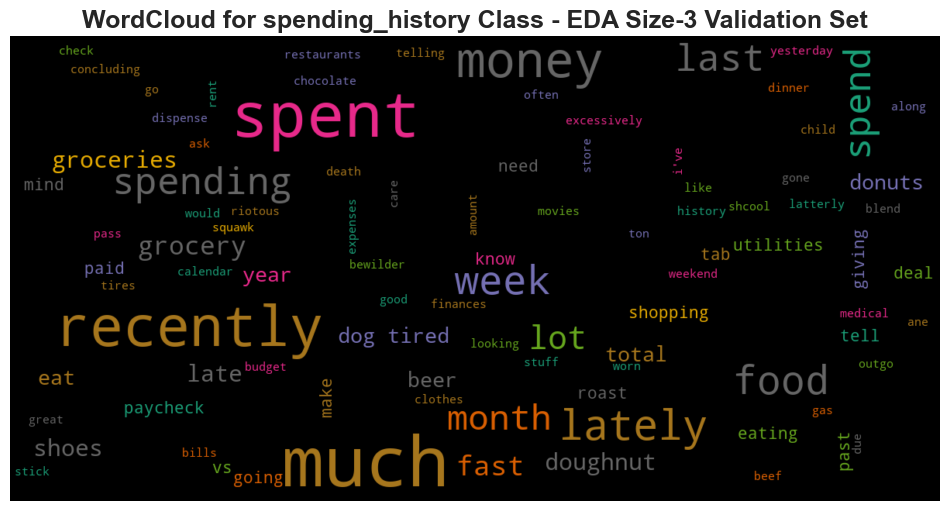 WordCloud for spending_history Class - EDA Size-3 Validation Set
check
restaurants
telling
money
last
yesterday
spend
concluding
chocolate
go
rent
often
dinner
along
dispense
spent
excessively
child
ask
groceries
death
need
store
i've
gone
donuts
mind
spending
care
like
would
riotous
expenses
amount
movies
history
shcool
latterly
blend
squawk
pass
grocery
ton
tab
utilities
giving
paid
calendar
year
bewilder
know
week
weekend
deal
tires
good
finances
shopping
medical
ane
recently
dog tired
looking
lot
tell
stuff
total
worn
outgo
eat
late
budget
beer
roast
food
make
clothes
paycheck
month
lately
gas
great
eating
past
due
shoes
bills
much
fast
doughnut
stick
vs
going
beef